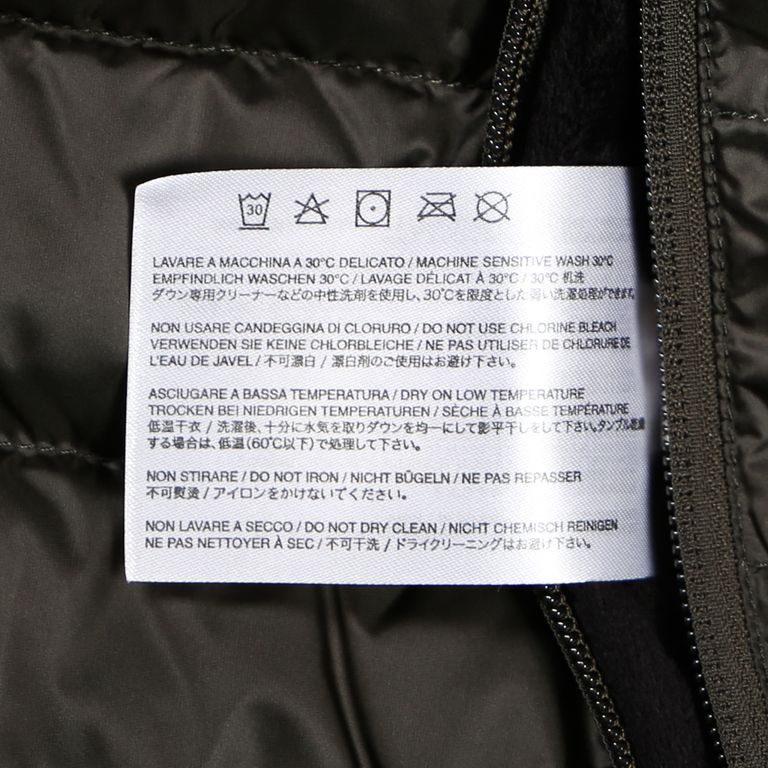 30
LAVARE A MACCHINA A 30°C DELICATO / MACHINE SENSITIVE WASH 30°C
EMPFINDLICH WASCHEN 30°C / LAVAGE DÉLICAT À 30°C / 30°C 机洗
ダウン専用クリーナーなどの中性洗剤を使用し、30℃を限度とした弱い洗濯処理ができます。
NON USARE CANDEGGINA DI CLORURO / DO NOT USE CHLORINE BLEACH
VERWENDEN SIE KEINE CHLORBLEICHE / NE PAS UTILISER DE CHLORURE DE
L'EAU DE JAVEL / 不可漂白 / 漂白剤のご使用はお避け下さい。
ASCIUGARE A BASSA TEMPERATURA / DRY ON LOW TEMPERATURE
TROCKEN BEI NIEDRIGEN TEMPERATUREN / SÈCHE À BASSE TEMPÉRATURE
低温干衣 / 洗濯後、十分に水気を取りダウンを均一にして影平干しをして下さい。タンブル乾燥
する場合は、低温(60℃以下)で処理して下さい。
NON STIRARE / DO NOT IRON / NICHT BÜGELN / NE PAS REPASSER
不可熨烫 / アイロンをかけないでください。
NON LAVARE A SECCO / DO NOT DRY CLEAN / NICHT CHEMISCH REINIGEN
NE PAS NETTOYER À SEC / 不可干洗 / ドライクリーニングはお避け下さい。